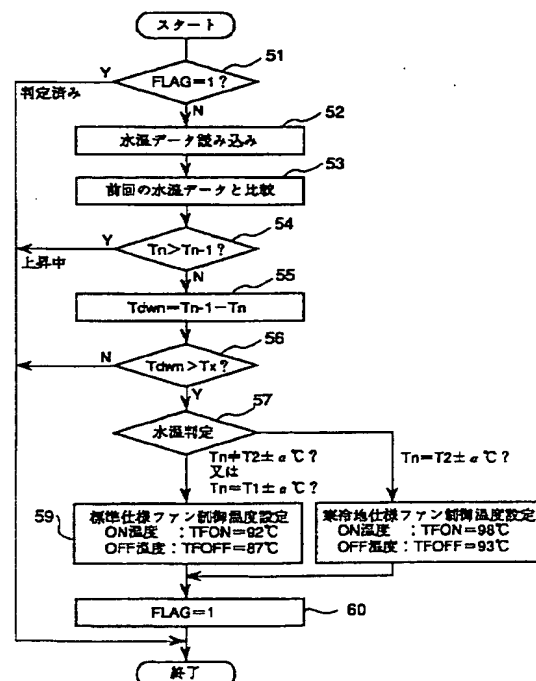 スタート
51
FLAG=1?
Y
判定済み
N
52
水温データ読み込み
53
前回の水温データと比較
54
Tn>Tn-1?
Y
上昇中
N
55
Tdwn=Tn-1-Tn
56
Tdwn>Tx?
N
Y
57
水温判定
Tn≠T2±α℃?
又は
Tn=T1±α℃?
Tn=T2±α℃?
59
標準仕様ファン制御温度設定
ON温度 :TFON=92℃
OFF温度:TFOFF=87℃
寒冷地仕様ファン制御温度設定
ON温度 :TFON=98℃
OFF温度:TFOFF=93℃
FLAG=1
60
終了